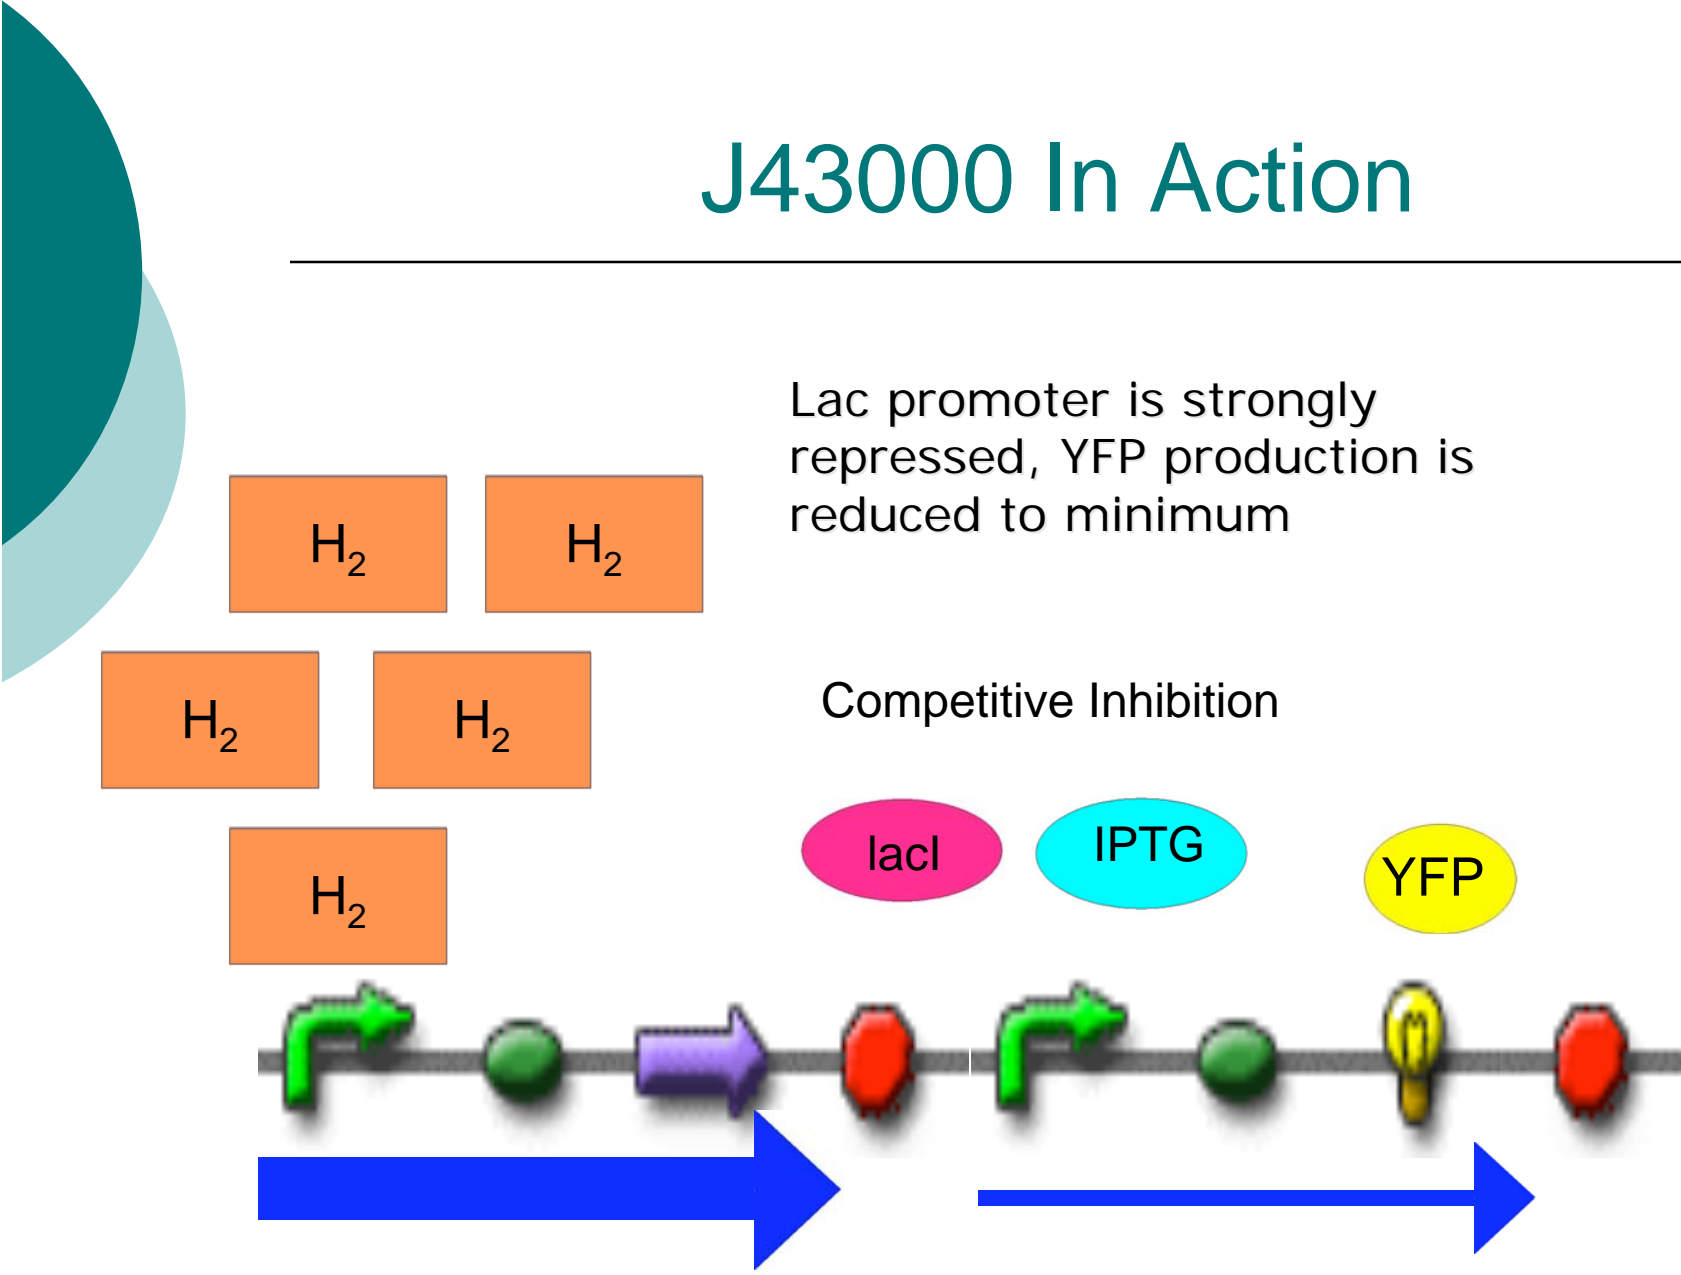 J43000 In Action
Lac promoter is strongly
repressed, YFP production is
reduced to minimum
H₂ H₂
H₂ H₂
Competitive Inhibition
H₂
lacI IPTG YFP